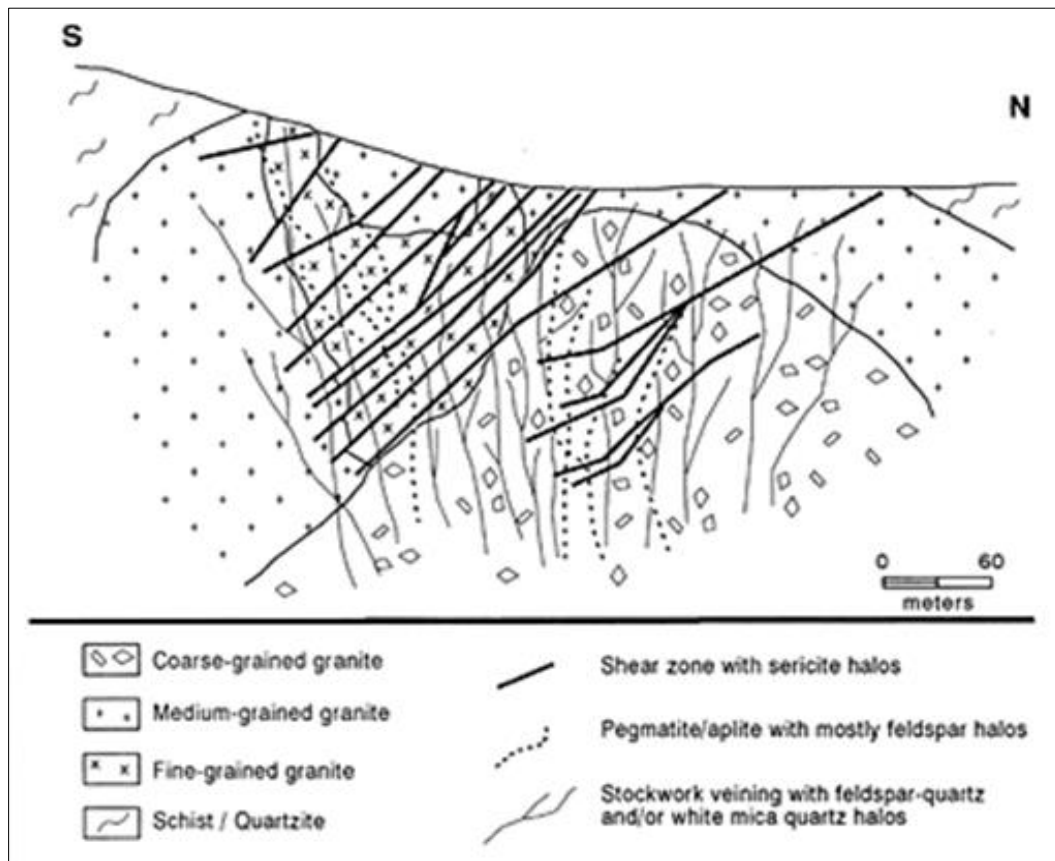 S
N
0 60
meters
Coarse-grained granite
Medium-grained granite
Fine-grained granite
Schist / Quartzite
Shear zone with sericite halos
Pegmatite/aplite with mostly feldspar halos
Stockwork veining with feldspar-quartz
and/or white mica quartz halos